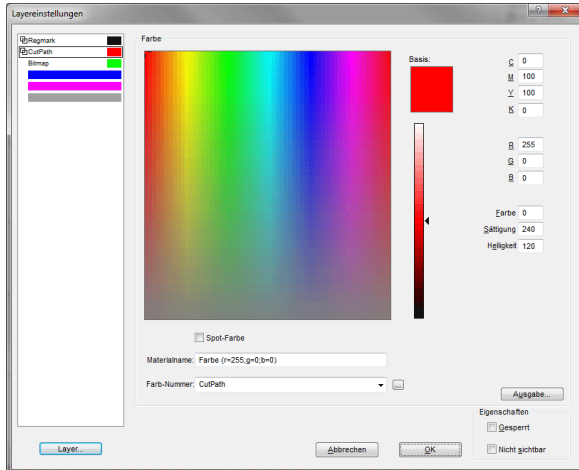 Layereinstellungen
?
Regmark
CutPath
Bitmap
Farbe
Basis:
C 0
M 100
Y 100
K 0
R 255
G 0
B 0
Farbe 0
Sättigung 240
Helligkeit 120
Spot-Farbe
Materialname: Farbe (r=255;g=0;b=0)
Farb-Nummer: CutPath ...
Ausgabe...
Eigenschaften
Gesperrt
Nicht sichtbar
Layer...
Abbrechen
OK